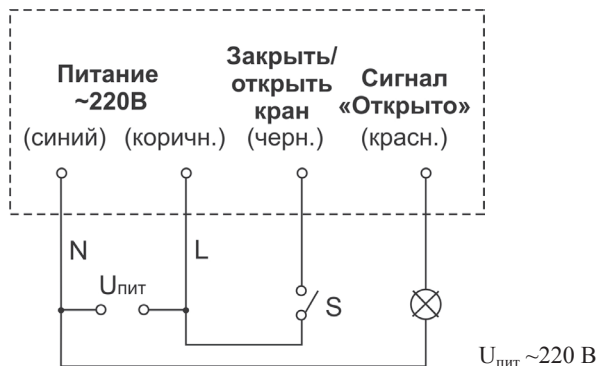 Питание
~220В
(синий)
(коричн.)
Закрыть/
открыть
кран
(черн.)
Сигнал
«Открыто»
(красн.)
N
L
Uпит
S
Uпит ~220 В